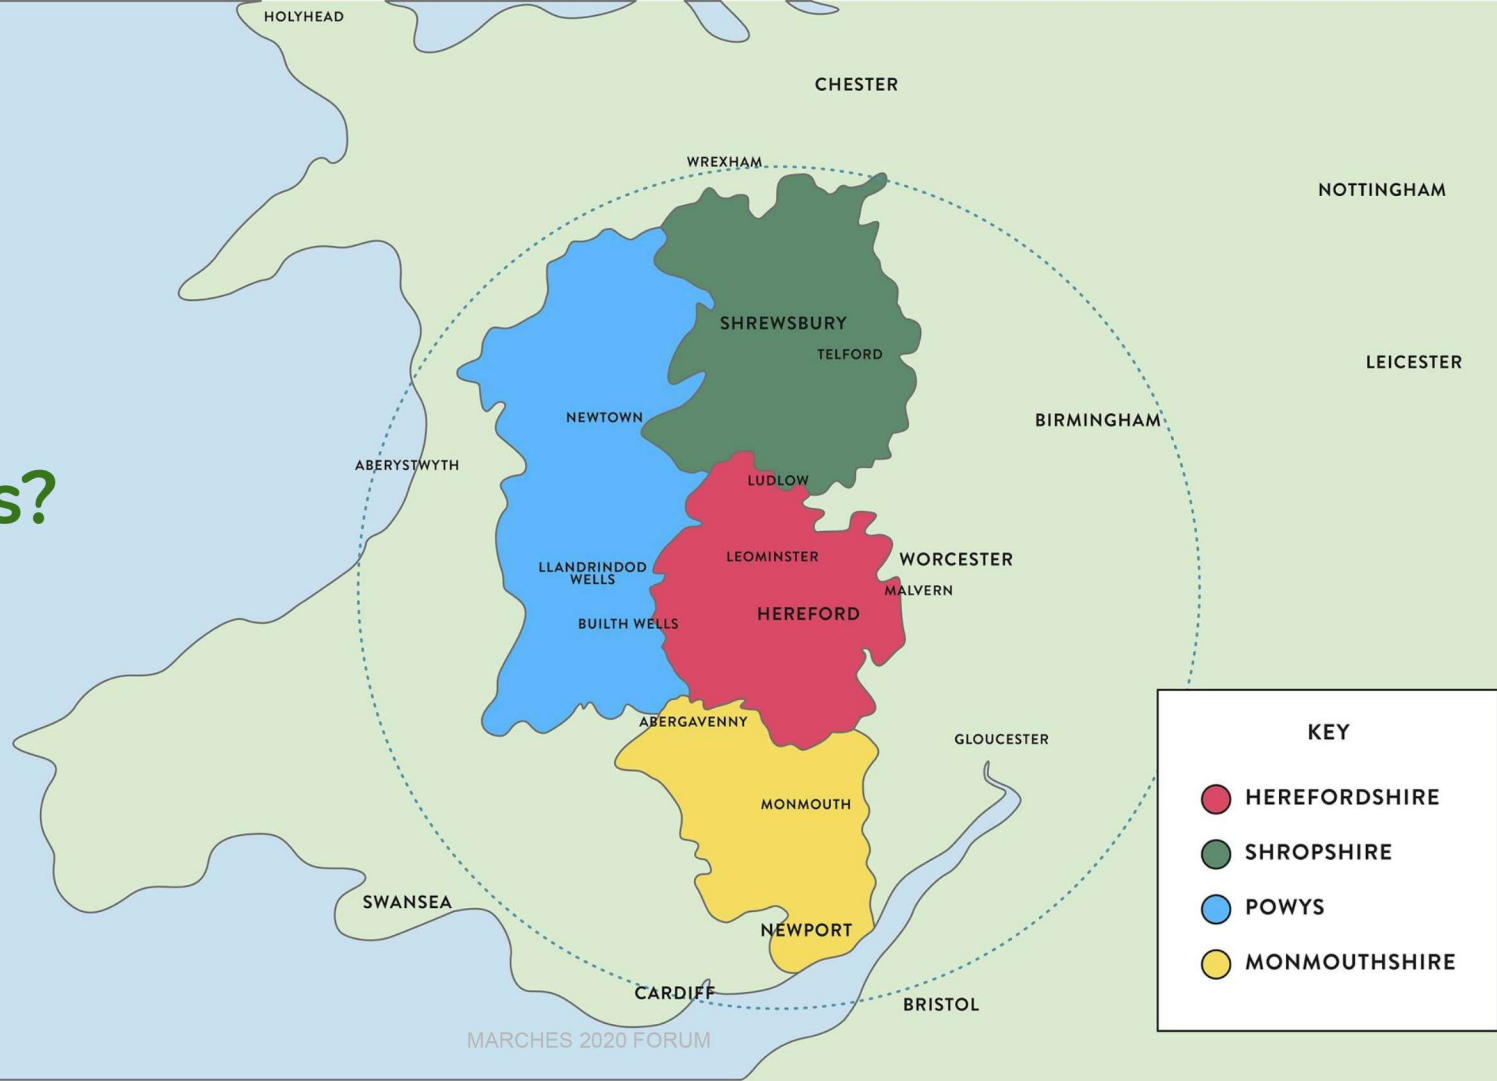 HOLYHEAD
CHESTER
WREXHAM
NOTTINGHAM
SHREWSBURY
TELFORD
LEICESTER
NEWTOWN
BIRMINGHAM
ABERYSTWYTH
LUDLOW
s?
LEOMINSTER
WORCESTER
LLANDRINDOD
WELLS
MALVERN
HEREFORD
BUILTH WELLS
ABERGAVENNY
GLOUCESTER
MONMOUTH
SWANSEA
NEWPORT
CARDIFF
BRISTOL
MARCHES 2020 FORUM
KEY
HEREFORDSHIRE
SHROPSHIRE
POWYS
MONMOUTHSHIRE